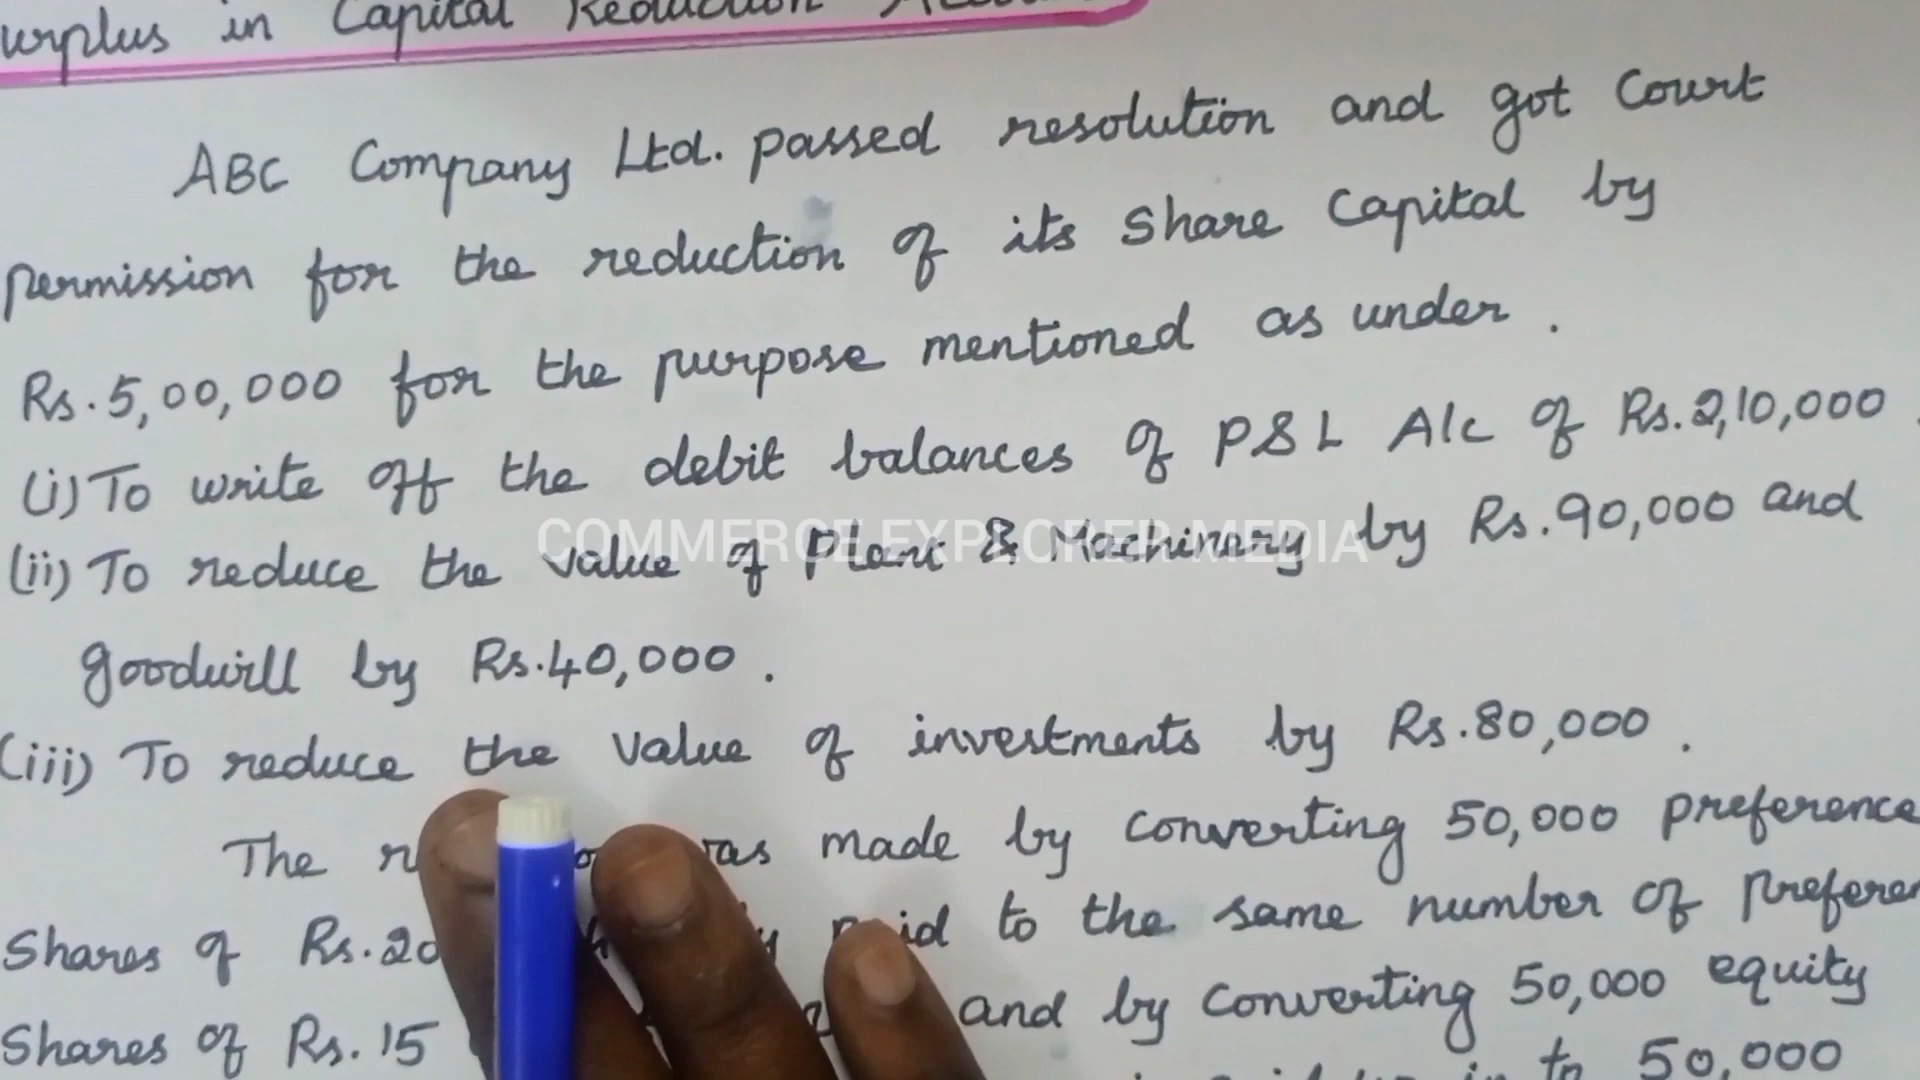 urplus in Capital Reduction
ABC Company Ltd. passed resolution and got Court
permission for the reduction of its share Capital by
Rs.5,00,000 for the purpose mentioned as under.
(i) To write off the debit balances of P&L A/c of Rs.2,10,000.
(ii) To reduce the value of Plant & Machinery by Rs.90,000 and
COMMERCE EXPLORER MEDIA
goodwill by Rs.40,000.
(iii) To reduce the value of investments by Rs.80,000.
The was made by converting 50,000 preference
Shares of Rs.20 to the same number of prefere
Shares of Rs. 15 and by Converting 50,000 equity
50,000